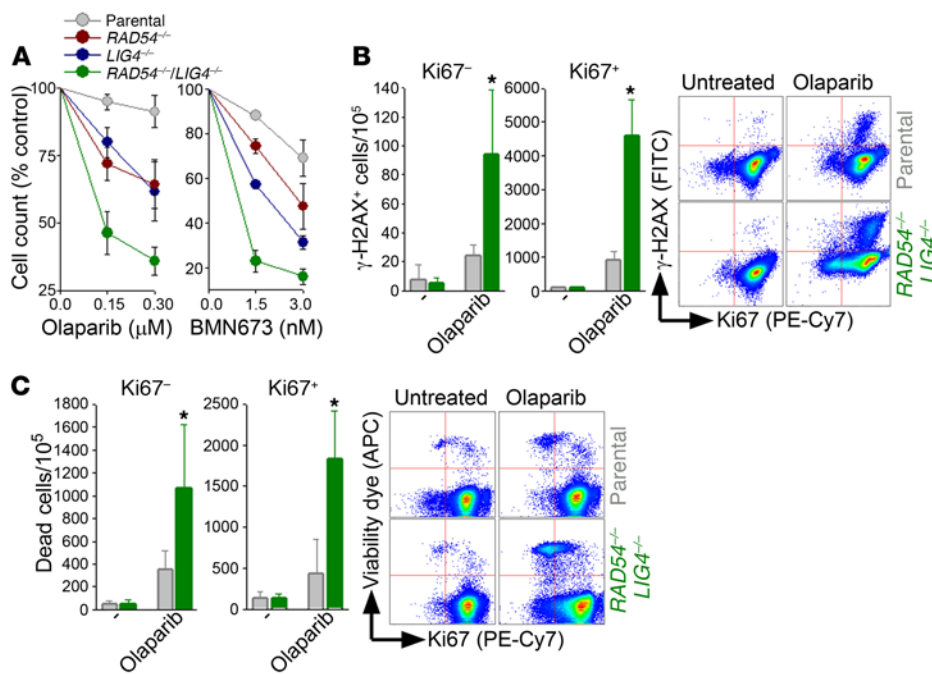 A
Parental
RAD54⁻/⁻
LIG4⁻/⁻
RAD54⁻/⁻/LIG4⁻/⁻
Cell count (% control)
100
75
50
25
0.0
0.15
0.30
Olaparib (μM)
100
80
60
40
20
0.0
1.5
3.0
BMN673 (nM)
B
Ki67⁻
Ki67⁺
γ-H2AX⁺ cells/10⁵
140
120
100
80
60
40
20
0
*
-
Olaparib
6000
5000
4000
3000
2000
1000
0
*
-
Olaparib
Untreated
Olaparib
γ-H2AX (FITC)
Parental
RAD54⁻/⁻
LIG4⁻/⁻
Ki67 (PE-Cy7)
C
Ki67⁻
Ki67⁺
Dead cells/10⁵
1800
1600
1400
1200
1000
800
600
400
200
0
*
-
Olaparib
2500
2000
1500
1000
500
0
*
-
Olaparib
Untreated
Olaparib
Viability dye (APC)
Parental
RAD54⁻/⁻
LIG4⁻/⁻
Ki67 (PE-Cy7)